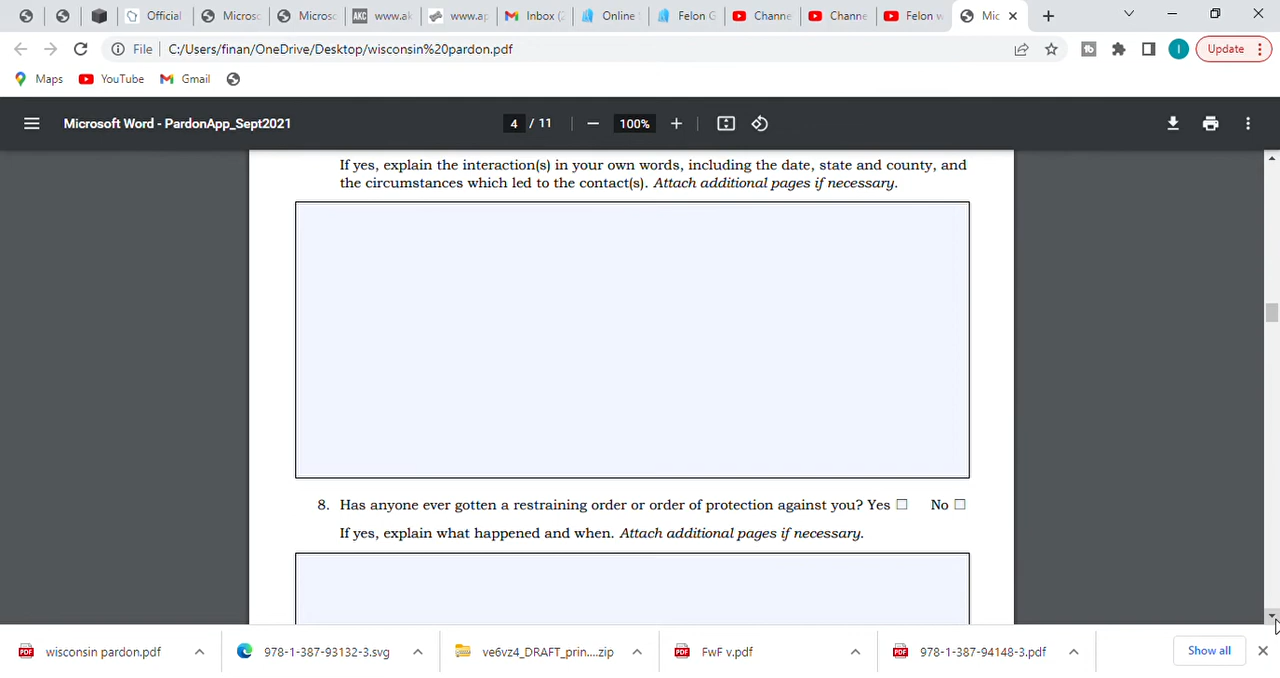 Official
Microsc
Microsc
AKC www.ak
www.ap
Inbox (2
Online
Felon G
Channe
Channe
Felon w
Mic
File C:/Users/finan/OneDrive/Desktop/wisconsin%20pardon.pdf
Update
Maps YouTube Gmail
Microsoft Word - PardonApp_Sept2021
4 / 11
100%
If yes, explain the interaction(s) in your own words, including the date, state and county, and
the circumstances which led to the contact(s). Attach additional pages if necessary.
8. Has anyone ever gotten a restraining order or order of protection against you? Yes ☐ No ☐
If yes, explain what happened and when. Attach additional pages if necessary.
wisconsin pardon.pdf
978-1-387-93132-3.svg
ve6vz4_DRAFT_prin....zip
FwF v.pdf
978-1-387-94148-3.pdf
Show all